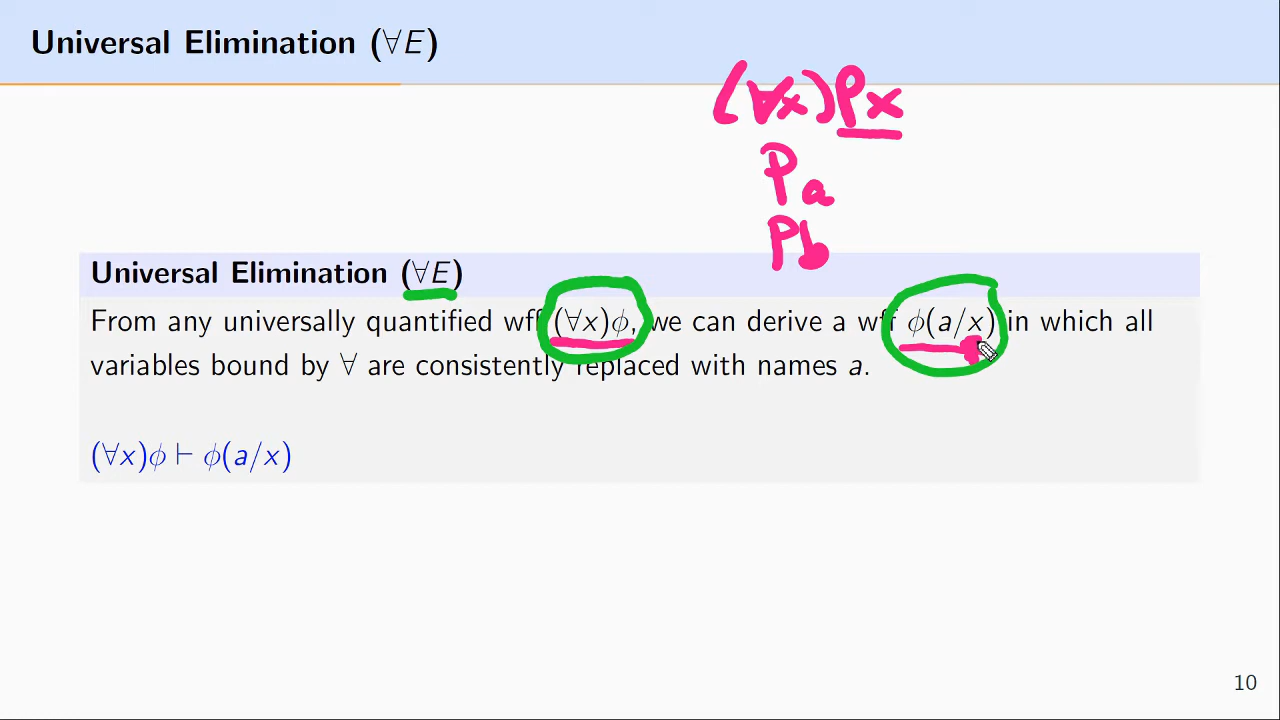 Universal Elimination (∀E)
(∀x)Px
Pa
Pb
Universal Elimination (∀E)
From any universally quantified wff (∀x)ϕ, we can derive a wff ϕ(a/x) in which all
variables bound by ∀ are consistently replaced with names a.
(∀x)ϕ ⊢ ϕ(a/x)
10